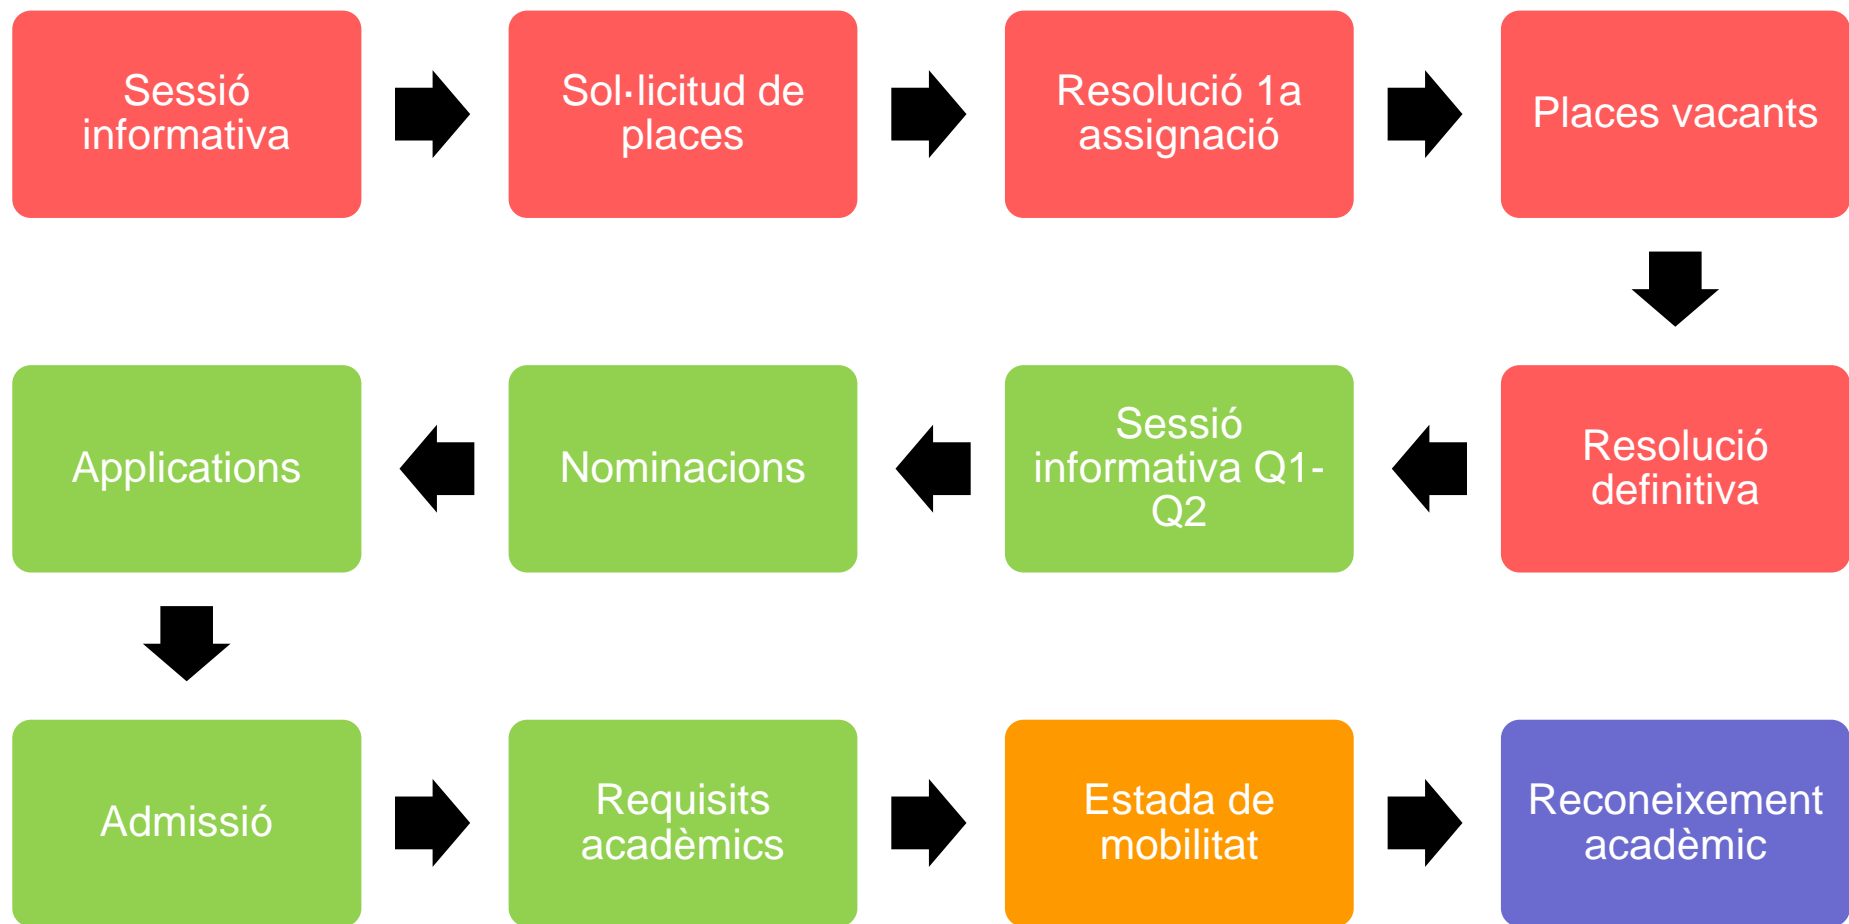 Sessió
informativa
Sol·licitud de
places
Resolució 1a
assignació
Places vacants
Resolució
definitiva
Sessió
informativa Q1-
Q2
Nominacions
Applications
Admissió
Requisits
acadèmics
Estada de
mobilitat
Reconeixement
acadèmic